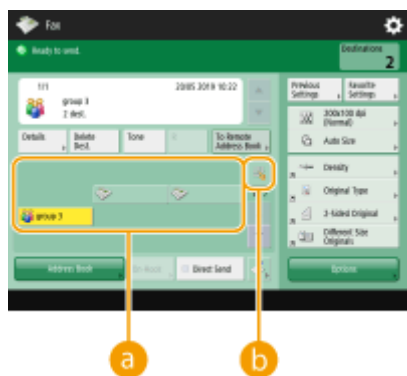 Fax
Ready to send.
Destinations
2
1/1
20/05 2019 10:22
group 3
2 dest.
Details
Delete
Dest.
Tone
To Remote
Address Book
group 3
Address Book
Direct Send
Previous
Settings
Favorite
Settings
200x100 dpi
(Normal)
Auto Size
Density
Original Type
2-Sided Original
Different Size
Originals
Options
a
b